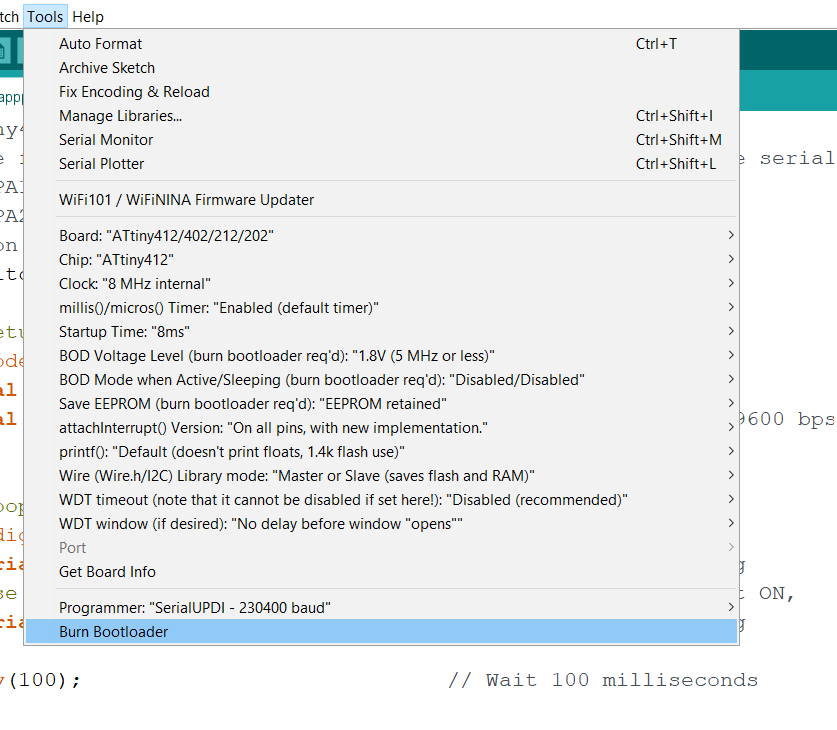 Tools Help
Auto Format Ctrl+T
Archive Sketch
Fix Encoding & Reload
Manage Libraries... Ctrl+Shift+I
Serial Monitor Ctrl+Shift+M
Serial Plotter Ctrl+Shift+L
serial
WiFi101 / WiFiNINA Firmware Updater
Board: "ATtiny412/402/212/202"
Chip: "ATtiny412"
Clock: "8 MHz internal"
millis()/micros() Timer: "Enabled (default timer)"
Startup Time: "8ms"
BOD Voltage Level (burn bootloader req'd): "1.8V (5 MHz or less)"
BOD Mode when Active/Sleeping (burn bootloader req'd): "Disabled/Disabled"
Save EEPROM (burn bootloader req'd): "EEPROM retained"
9600 bps
attachInterrupt() Version: "On all pins, with new implementation."
printf(): "Default (doesn't print floats, 1.4k flash use)"
Wire (Wire.h/I2C) Library mode: "Master or Slave (saves flash and RAM)"
WDT timeout (note that it cannot be disabled if set here!): "Disabled (recommended)"
WDT window (if desired): "No delay before window "opens""
Port
Get Board Info
ON,
Programmer: "SerialUPDI - 230400 baud"
Burn Bootloader
(100); // Wait 100 milliseconds